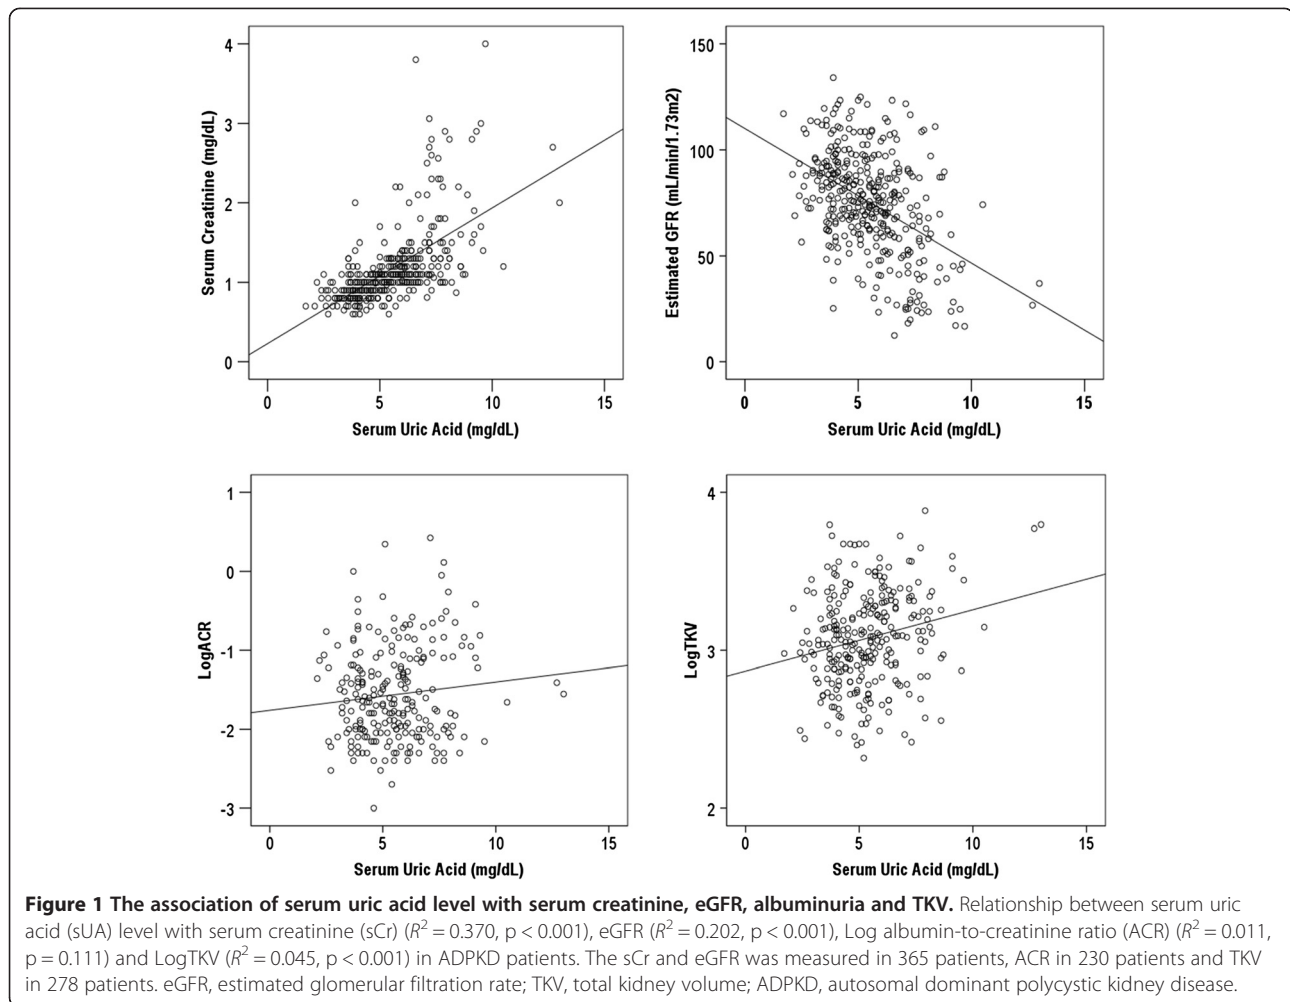 4
3
2
1
0
0
5
10
15
Serum Creatinine (mg/dL)
Serum Uric Acid (mg/dL)
150
100
50
0
0
5
10
15
Estimated GFR (mL/min/1.73m2)
Serum Uric Acid (mg/dL)
1
0
-1
-2
-3
0
5
10
15
LogACR
Serum Uric Acid (mg/dL)
4
3
2
0
5
10
15
LogTKV
Serum Uric Acid (mg/dL)
Figure 1 The association of serum uric acid level with serum creatinine, eGFR, albuminuria and TKV. Relationship between serum uric
acid (sUA) level with serum creatinine (sCr) (R² = 0.370, p < 0.001), eGFR (R² = 0.202, p < 0.001), Log albumin-to-creatinine ratio (ACR) (R² = 0.011,
p = 0.111) and LogTKV (R² = 0.045, p < 0.001) in ADPKD patients. The sCr and eGFR was measured in 365 patients, ACR in 230 patients and TKV
in 278 patients. eGFR, estimated glomerular filtration rate; TKV, total kidney volume; ADPKD, autosomal dominant polycystic kidney disease.